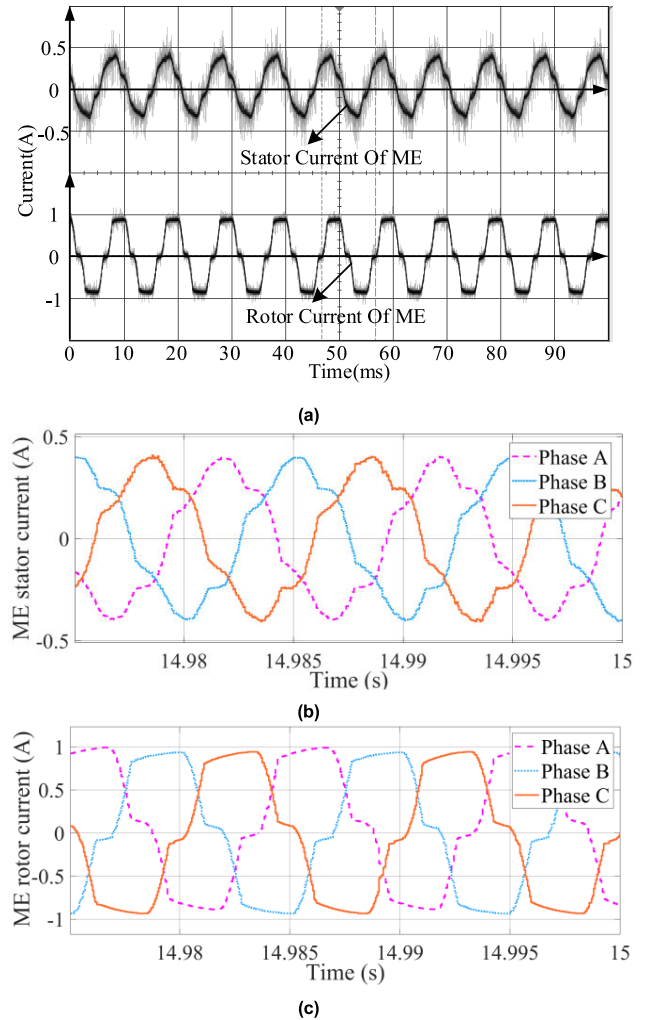 Current(A)
0.5
0
-0.5
Stator Current Of ME
1
0
-1
Rotor Current Of ME
0 10 20 30 40 50 60 70 80 90
Time(ms)
(a)
ME stator current (A)
0.5
0
-0.5
Phase A
Phase B
Phase C
14.98 14.985 14.99 14.995 15
Time (s)
(b)
ME rotor current (A)
1
0.5
0
-0.5
-1
Phase A
Phase B
Phase C
14.98 14.985 14.99 14.995 15
Time (s)
(c)